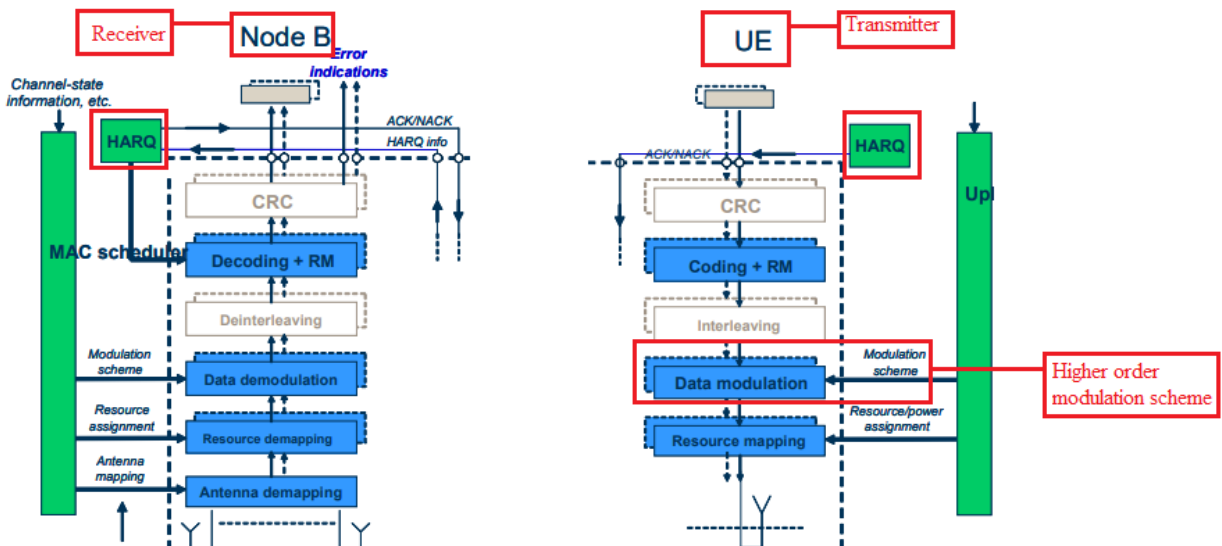 Receiver
Node B
Error
indications
Channel-state
information, etc.
HARQ
ACK/NACK
HARQ info
CRC
MAC scheduler
Decoding + RM
Deinterleaving
Modulation
scheme
Data demodulation
Resource
assignment
Resource demapping
Antenna
mapping
Antenna demapping
UE
Transmitter
ACK/NACK
HARQ
CRC
Upl
Coding + RM
Interleaving
Modulation
scheme
Data modulation
Higher order
modulation scheme
Resource/power
assignment
Resource mapping